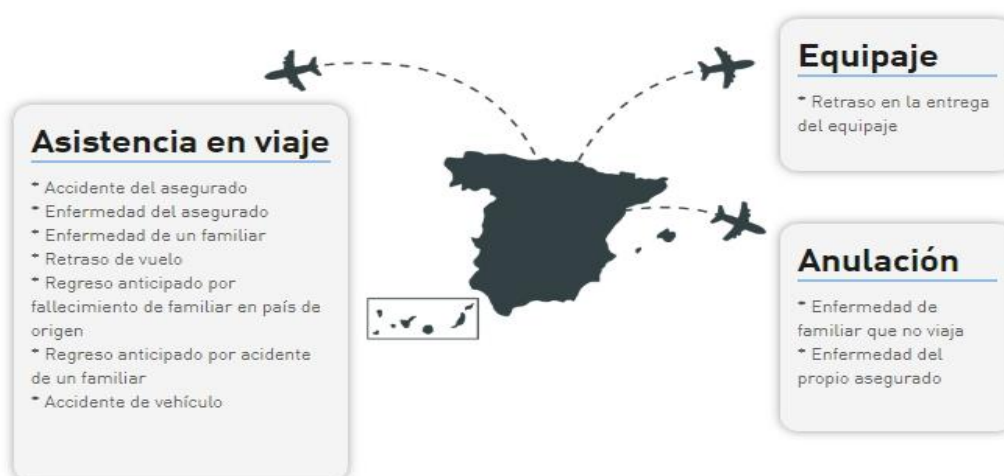 Asistencia en viaje
* Accidente del asegurado
* Enfermedad del asegurado
* Enfermedad de un familiar
* Retraso de vuelo
* Regreso anticipado por
fallecimiento de familiar en país de
origen
* Regreso anticipado por acidente
de un familiar
* Accidente de vehículo
Equipaje
* Retraso en la entrega
del equipaje
Anulación
* Enfermedad de
familiar que no viaja
* Enfermedad del
propio asegurado